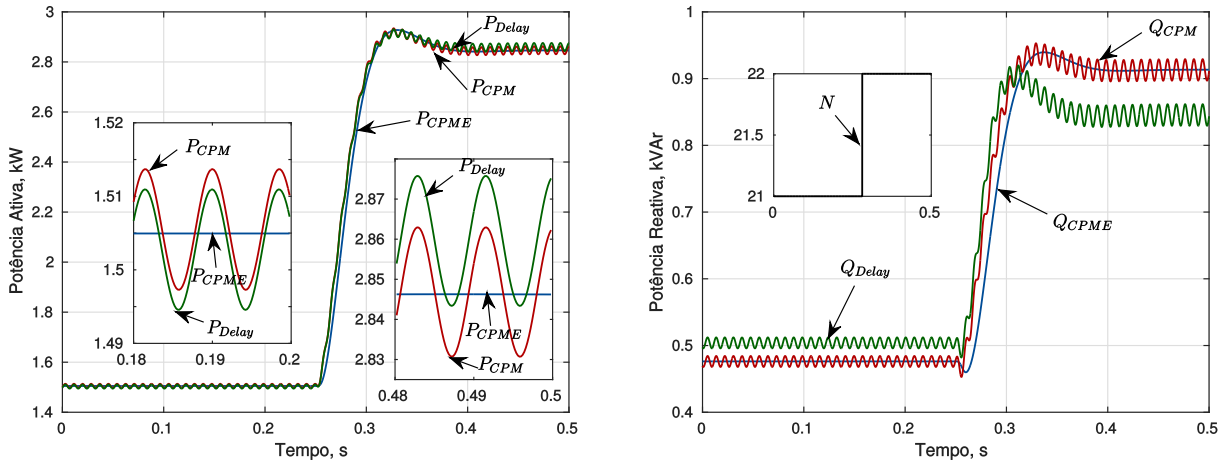 Potência Ativa, kW
3
2.8
2.6
2.4
2.2
2
1.8
1.6
1.4
0
0.1
0.2
0.3
0.4
0.5
Tempo, s
P_Delay
P_CPM
P_CPME
1.52
1.51
1.5
1.49
0.18
0.19
0.2
P_CPM
P_CPME
P_Delay
2.87
2.86
2.85
2.84
2.83
0.48
0.49
0.5
P_Delay
P_CPME
P_CPM
Potência Reativa, kVAr
1
0.9
0.8
0.7
0.6
0.5
0.4
0
0.1
0.2
0.3
0.4
0.5
Tempo, s
Q_CPM
Q_CPME
Q_Delay
22
21.5
21
0
0.5
N